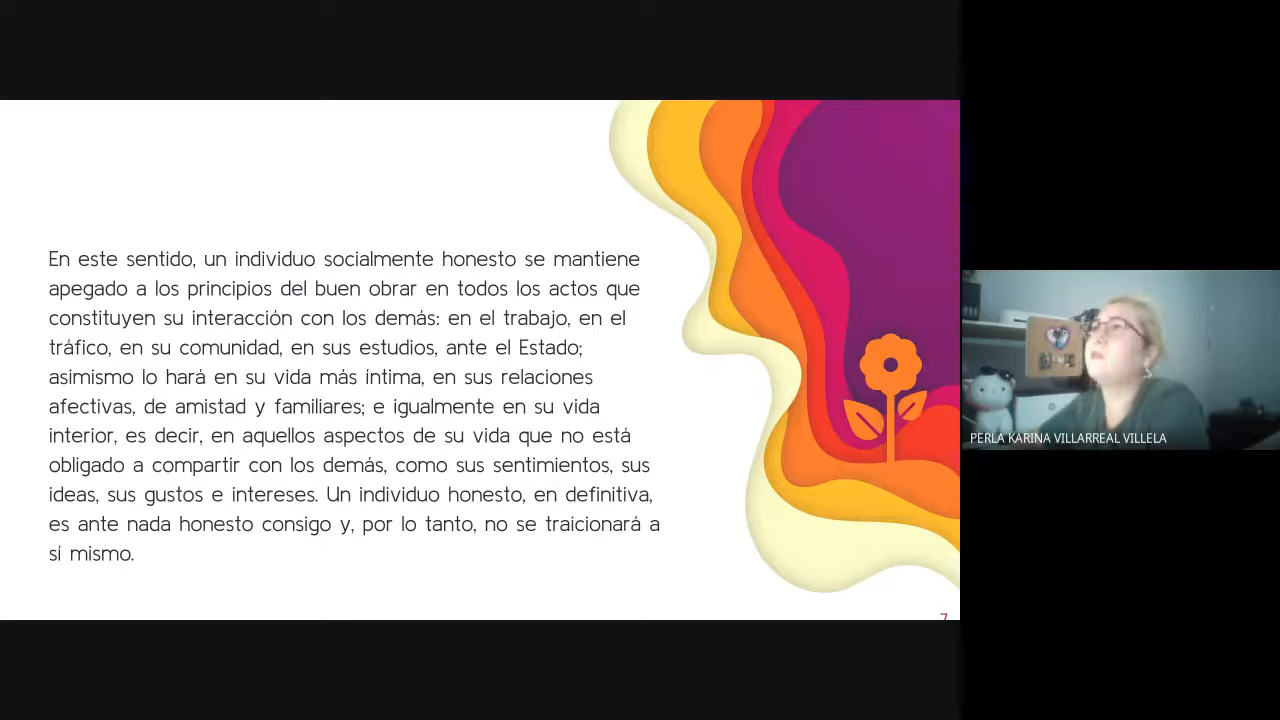 En este sentido, un individuo socialmente honesto se mantiene
apegado a los principios del buen obrar en todos los actos que
constituyen su interacción con los demás: en el trabajo, en el
tráfico, en su comunidad, en sus estudios, ante el Estado;
asimismo lo hará en su vida más íntima, en sus relaciones
afectivas, de amistad y familiares; e igualmente en su vida
interior, es decir, en aquellos aspectos de su vida que no está
obligado a compartir con los demás, como sus sentimientos, sus
ideas, sus gustos e intereses. Un individuo honesto, en definitiva,
es ante nada honesto consigo y, por lo tanto, no se traicionará a
sí mismo.
7
PERLA KARINA VILLARREAL VILLELA